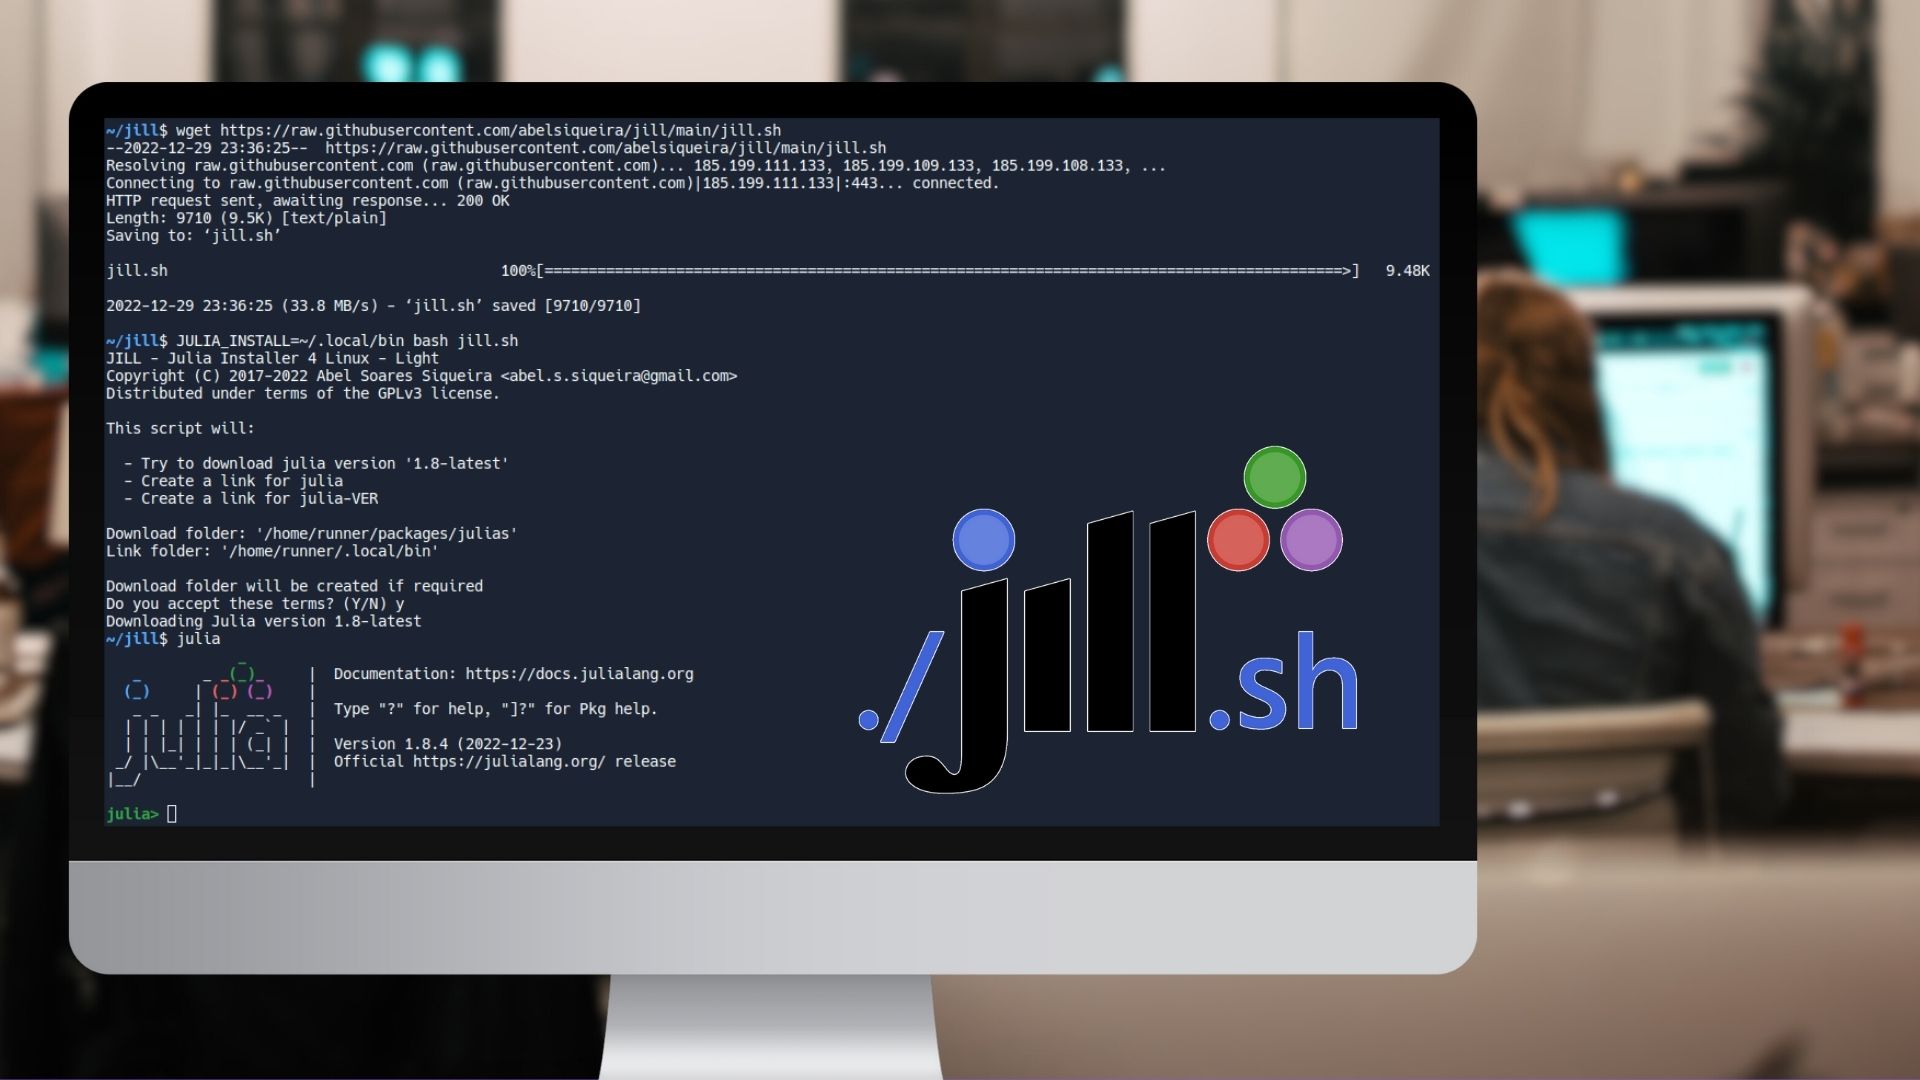 ~/jill$ wget https://raw.githubusercontent.com/abelsiqueira/jill/main/jill.sh
--2022-12-29 23:36:25--  https://raw.githubusercontent.com/abelsiqueira/jill/main/jill.sh
Resolving raw.githubusercontent.com (raw.githubusercontent.com)... 185.199.111.133, 185.199.109.133, 185.199.108.133, ...
Connecting to raw.githubusercontent.com (raw.githubusercontent.com)|185.199.111.133|:443... connected.
HTTP request sent, awaiting response... 200 OK
Length: 9710 (9.5K) [text/plain]
Saving to: ‘jill.sh’
jill.sh 100%[===========================================================================================>] 9.48K
2022-12-29 23:36:25 (33.8 MB/s) - ‘jill.sh’ saved [9710/9710]
~/jill$ JULIA_INSTALL=~/.local/bin bash jill.sh
JILL - Julia Installer 4 Linux - Light
Copyright (C) 2017-2022 Abel Soares Siqueira <abel.s.siqueira@gmail.com>
Distributed under terms of the GPLv3 license.
This script will:
- Try to download julia version '1.8-latest'
- Create a link for julia
- Create a link for julia-VER
Download folder: '/home/runner/packages/julias'
Link folder: '/home/runner/.local/bin'
Download folder will be created if required
Do you accept these terms? (Y/N) y
Downloading Julia version 1.8-latest
~/jill$ julia
Documentation: https://docs.julialang.org
Type "?" for help, "]?" for Pkg help.
Version 1.8.4 (2022-12-23)
Official https://julialang.org/ release
julia>
./jill.sh